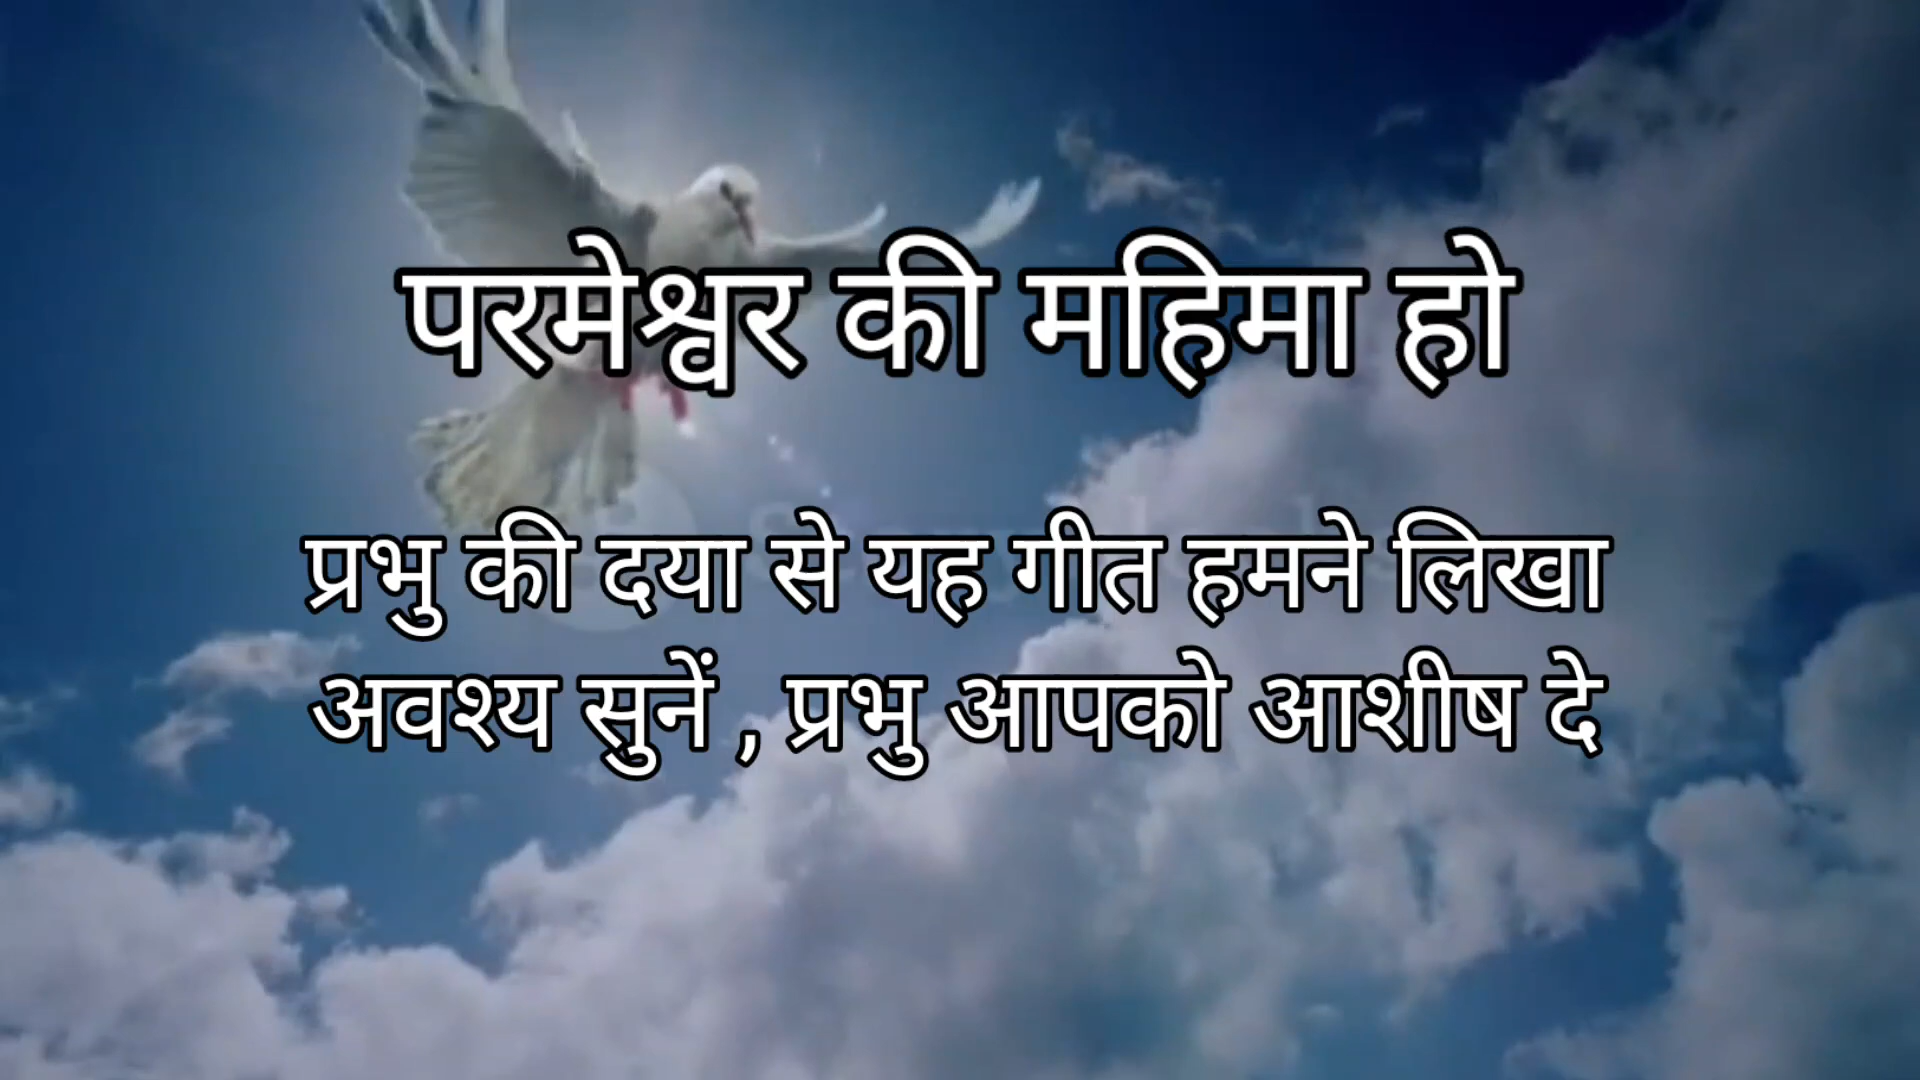 परमेश्वर की महिमा हो
प्रभु की दया से यह गीत हमने लिखा
अवश्य सुनें , प्रभु आपको आशीष दे